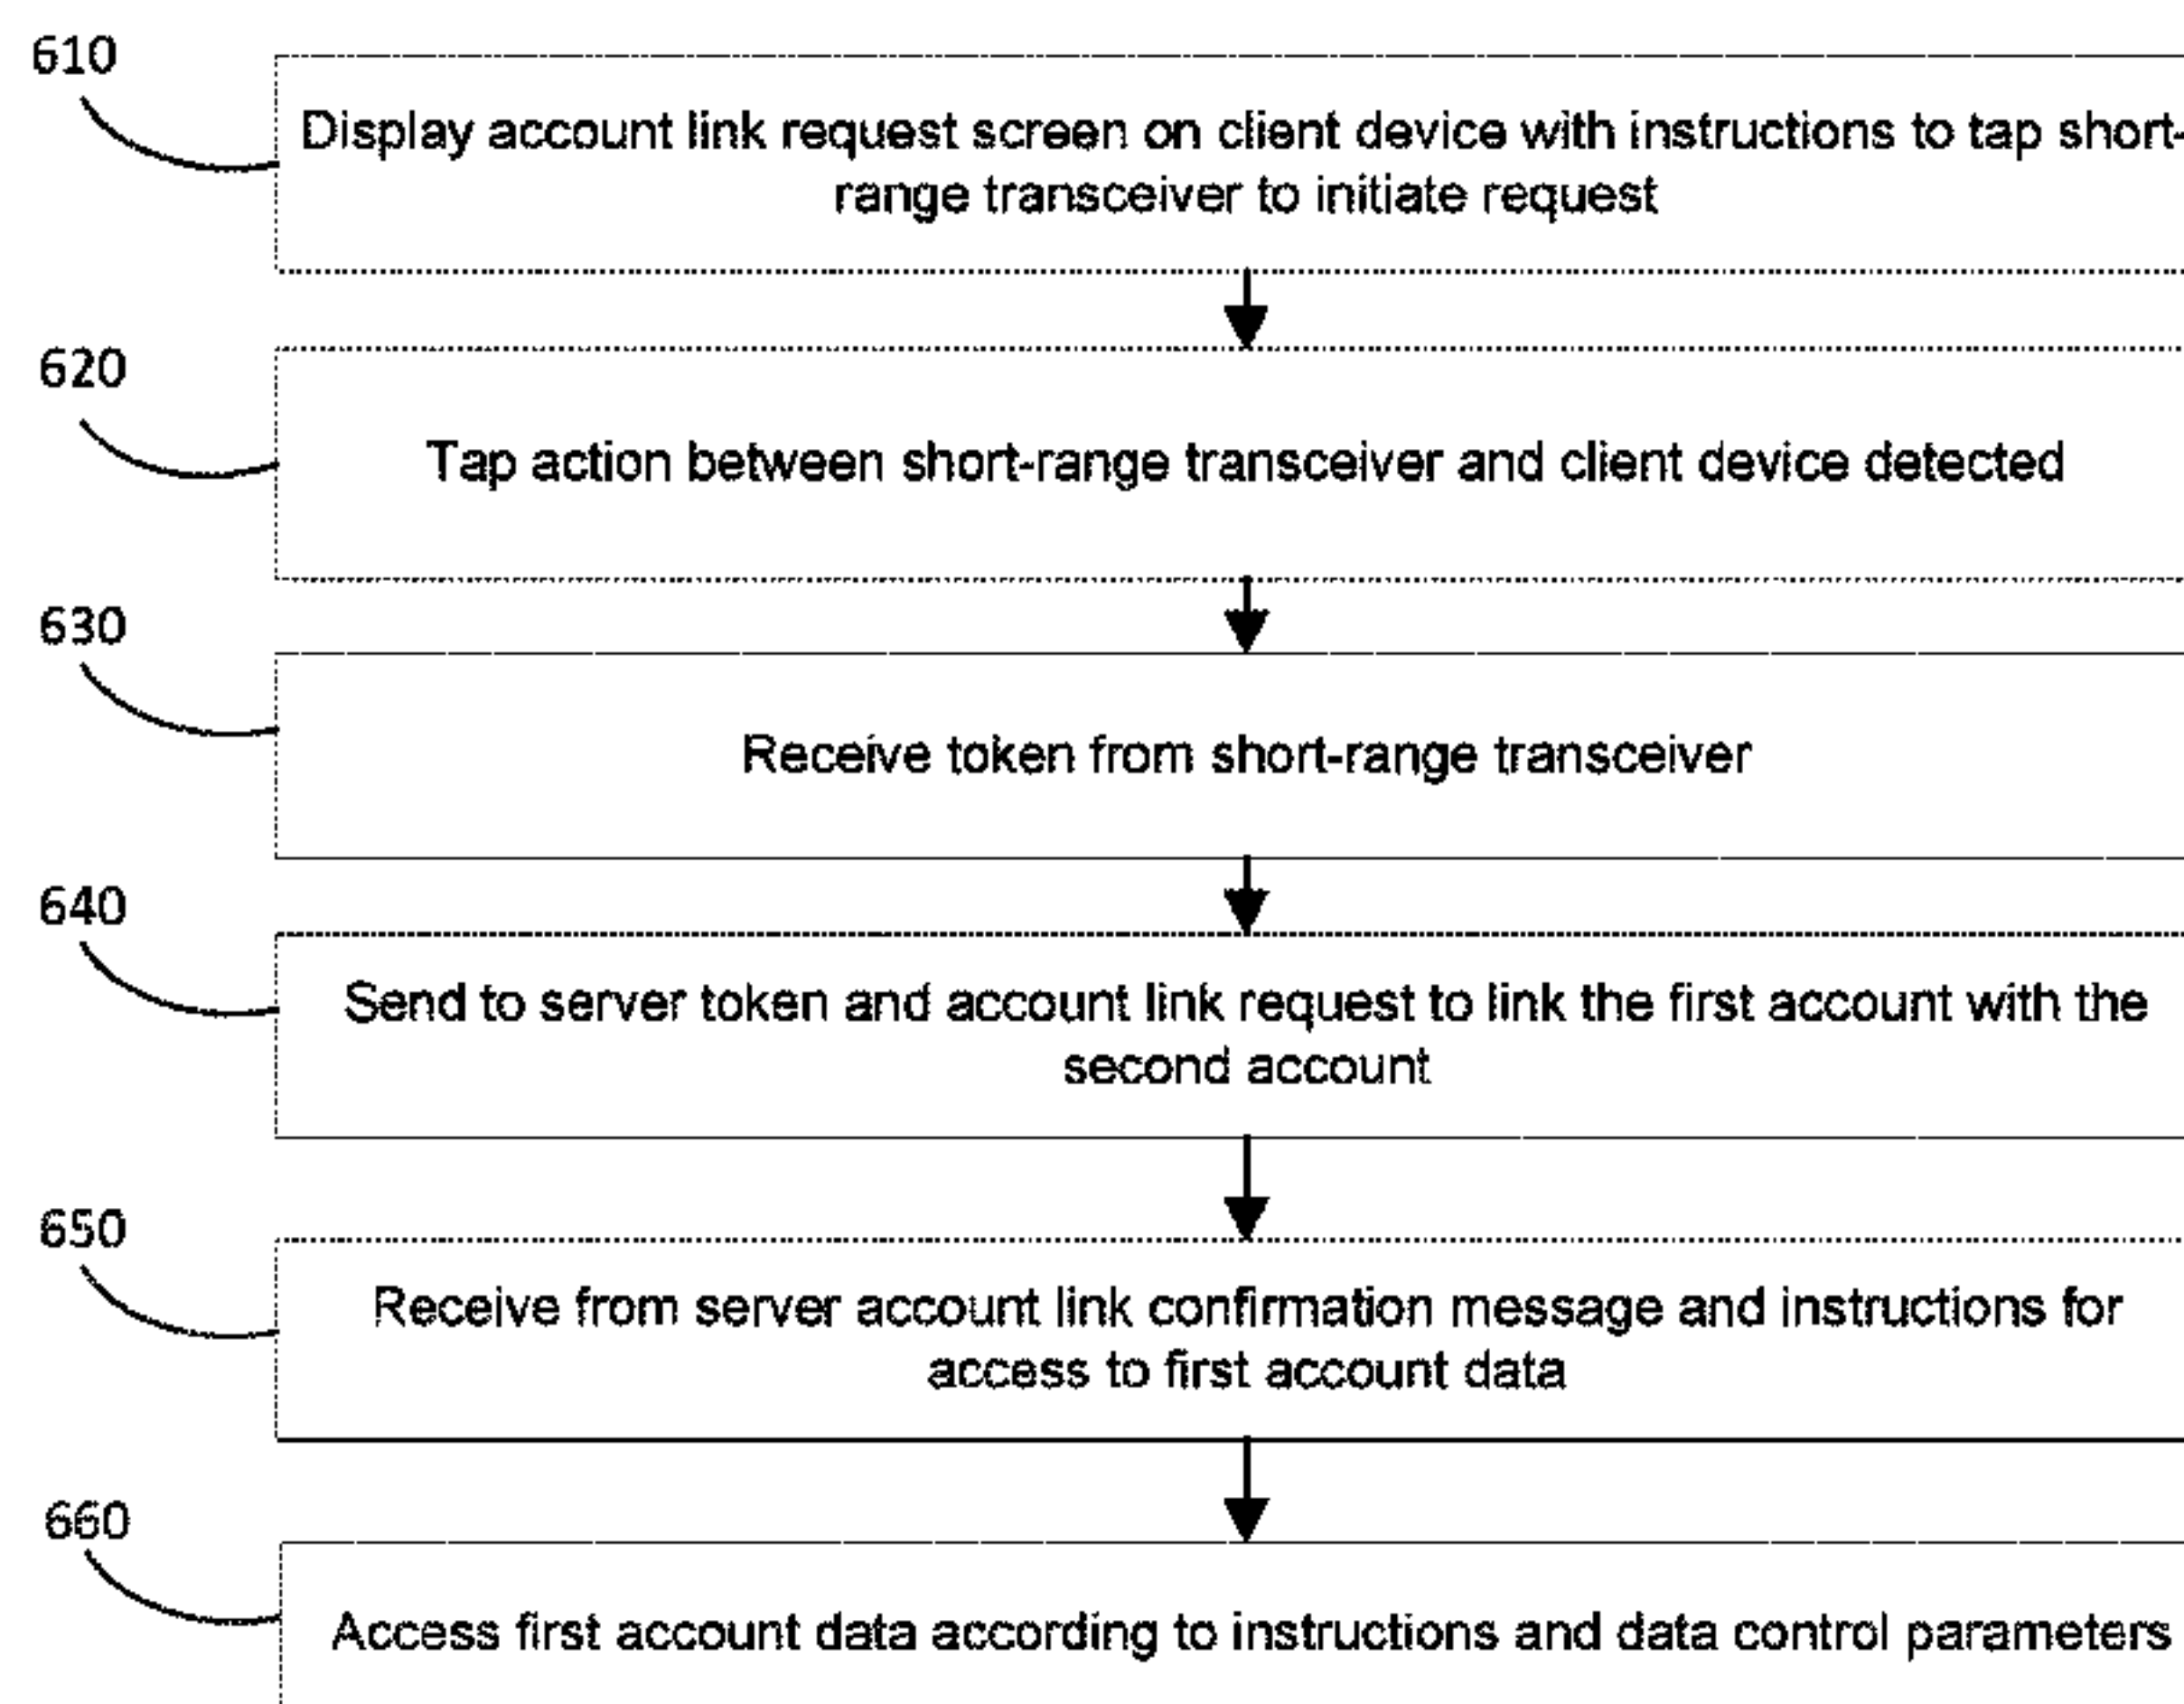 610
Display account link request screen on client device with instructions to tap short-
range transceiver to initiate request
620
Tap action between short-range transceiver and client device detected
630
Receive token from short-range transceiver
640
Send to server token and account link request to link the first account with the
second account
650
Receive from server account link confirmation message and instructions for
access to first account data
660
Access first account data according to instructions and data control parameters